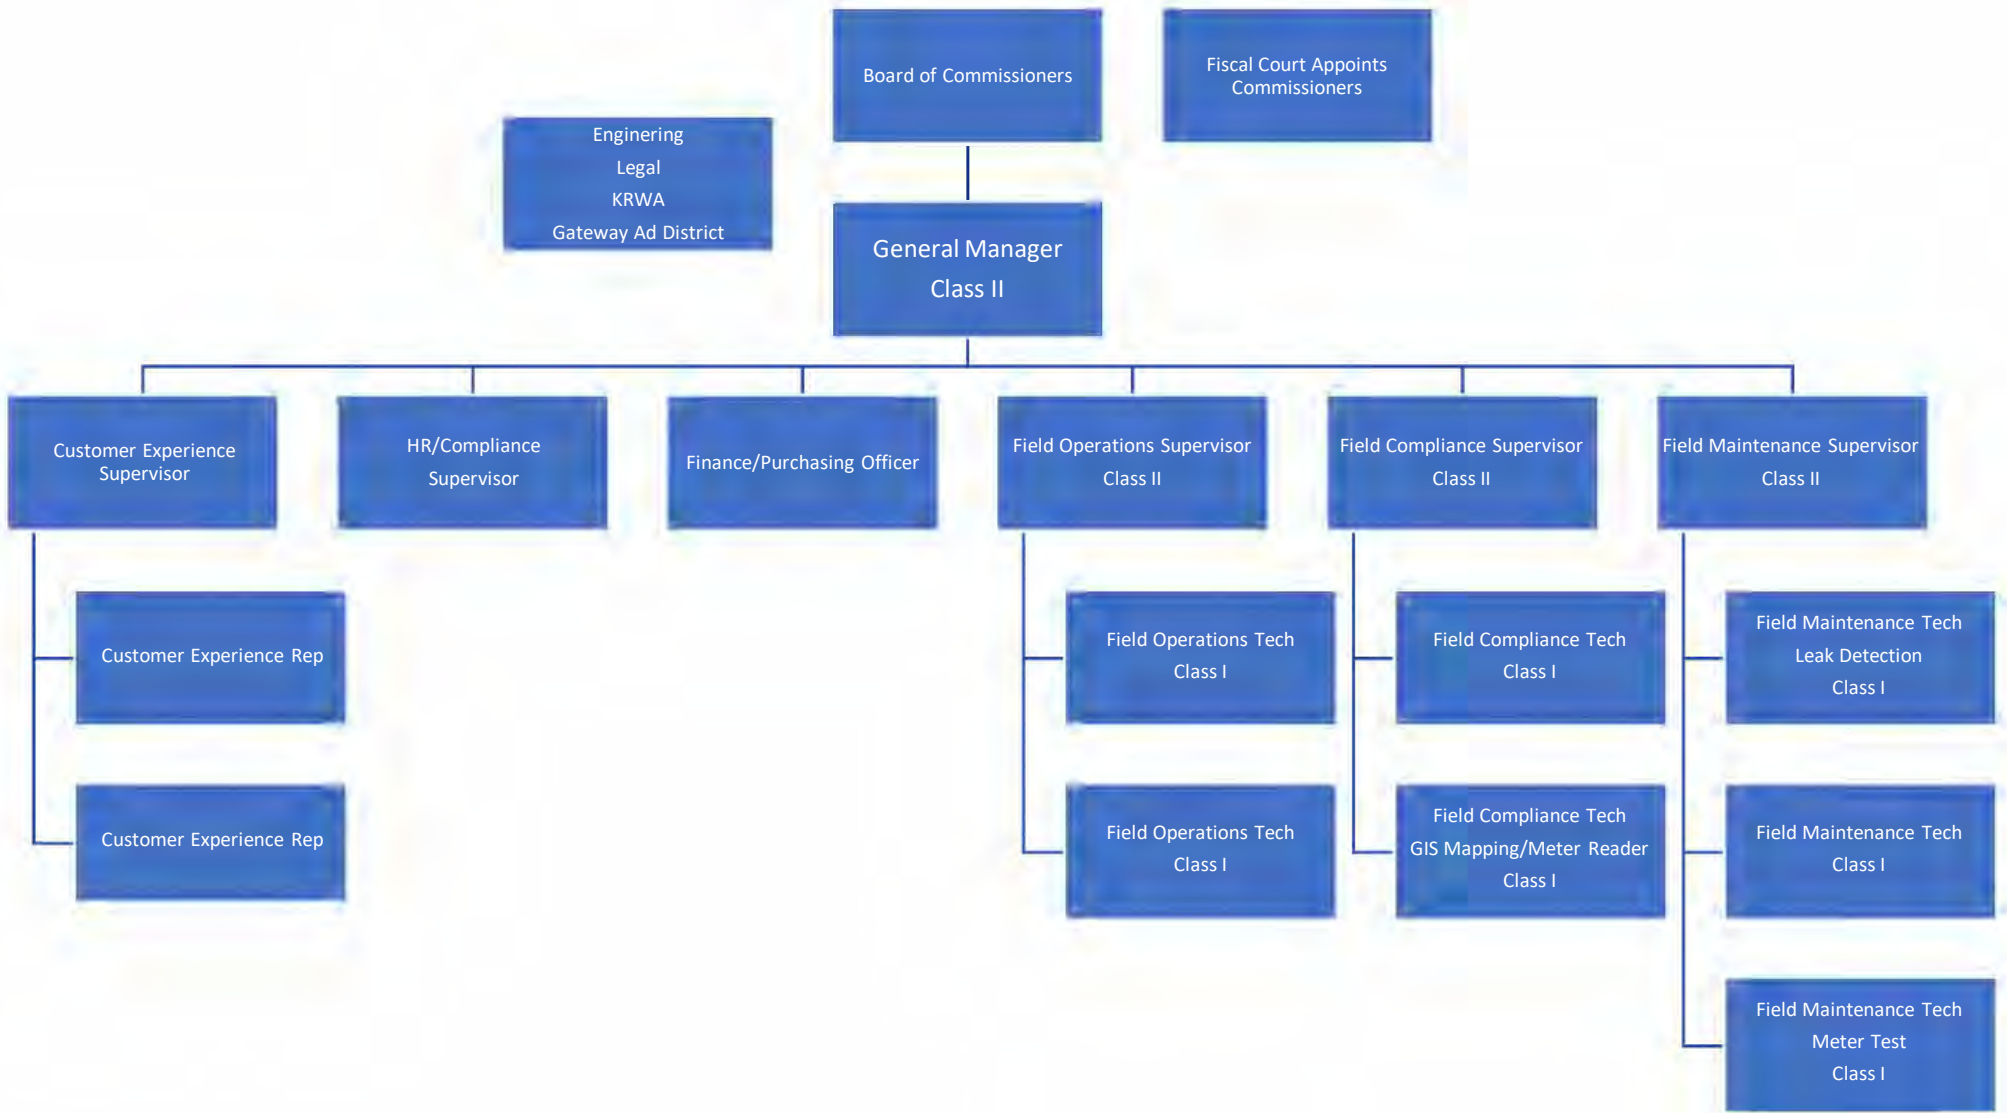 Board of Commissioners
Fiscal Court Appoints
Commissioners
Enginering
Legal
KRWA
Gateway Ad District
General Manager
Class II
Customer Experience
Supervisor
HR/Compliance
Supervisor
Finance/Purchasing Officer
Field Operations Supervisor
Class II
Field Compliance Supervisor
Class II
Field Maintenance Supervisor
Class II
Customer Experience Rep
Field Operations Tech
Class I
Field Compliance Tech
Class I
Field Maintenance Tech
Leak Detection
Class I
Customer Experience Rep
Field Operations Tech
Class I
Field Compliance Tech
GIS Mapping/Meter Reader
Class I
Field Maintenance Tech
Class I
Field Maintenance Tech
Meter Test
Class I